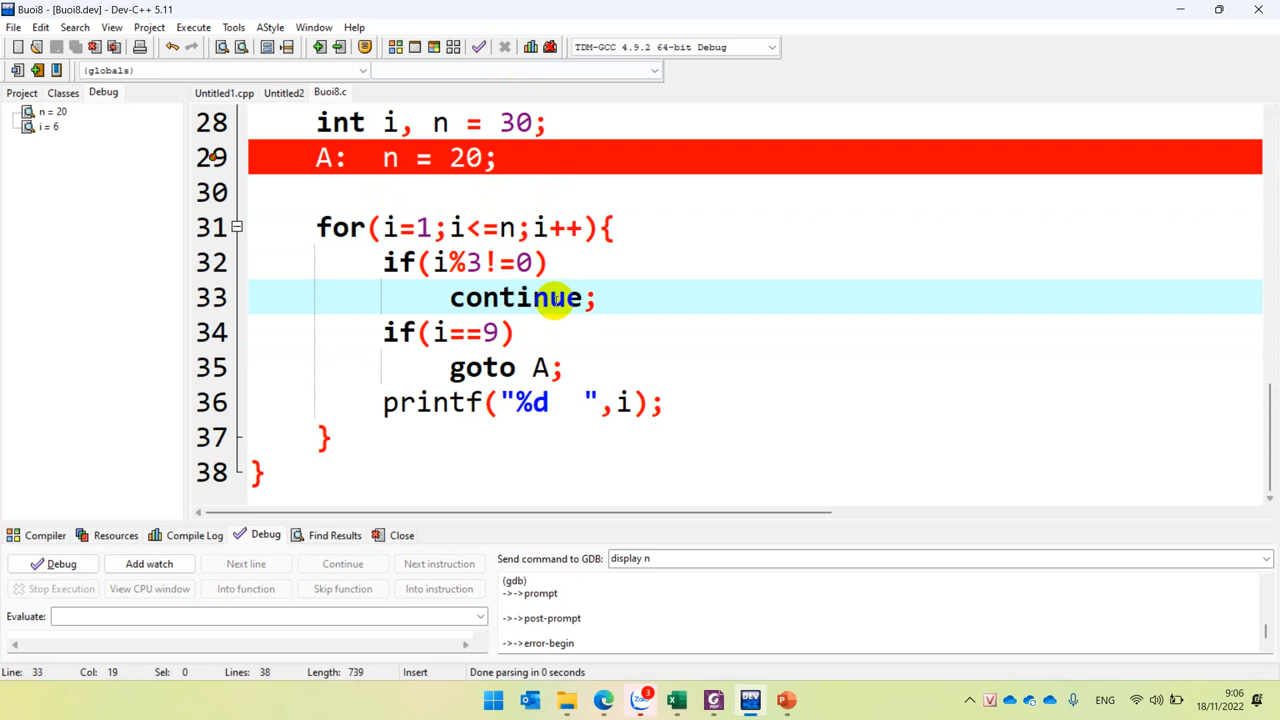 Buoi8 - [Buoi8.dev] - Dev-C++ 5.11
File Edit Search View Project Execute Tools AStyle Window Help
TDM-GCC 4.9.2 64-bit Debug
(globals)
Project Classes Debug
Untitled1.cpp Untitled2 Buoi8.c
n = 20
i = 6
28 int i, n = 30;
29 A: n = 20;
30
31 for(i=1;i<=n;i++){
32 if(i%3!=0)
33 continue;
34 if(i==9)
35 goto A;
36 printf("%d  ",i);
37 }
38 }
Compiler Resources Compile Log Debug Find Results Close
Debug Add watch Next line Continue Next instruction
Stop Execution View CPU window Into function Skip function Into instruction
Evaluate:
Send command to GDB: display n
(gdb)
->->prompt
->->post-prompt
->->error-begin
Line: 33 Col: 19 Sel: 0 Lines: 38 Length: 739 Insert Done parsing in 0 seconds
Zalo 3 DEV
V ENG 9:06
18/11/2022